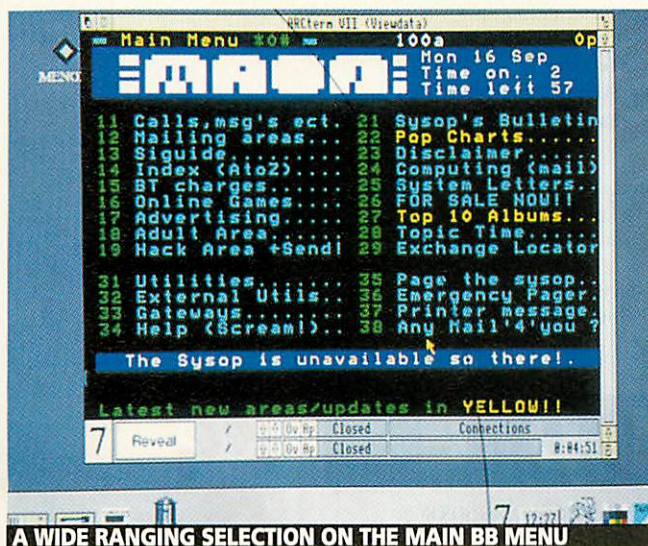 ARCterm VII (Viewdata)
Main Menu *0# 100a 0p
MADA
Mon 16 Sep
Time on.. 2
Time left 57
MENU
11 Calls,msg's ect. 21 Sysop's Bulletin
12 Mailing areas... 22 Pop Charts......
13 Siguide......... 23 Disclaimer......
14 Index (AtoZ).... 24 Computing (mail)
15 BT charges...... 25 System Letters..
16 Online Games.... 26 FOR SALE NOW!!
17 Advertising..... 27 Top 10 Albums...
18 Adult Area...... 28 Topic Time......
19 Hack Area +Send! 29 Exchange Locator
31 Utilities....... 35 Page the sysop..
32 External Utils.. 36 Emergency Pager.
33 Gateways........ 37 Printer message.
34 Help (Scream!).. 38 Any Mail'4'you ?
The Sysop is unavailable so there!.
Latest new areas/updates in YELLOW!!
7 Reveal / Closed Connections
/ Closed 0:04:51
7 12:27
A WIDE RANGING SELECTION ON THE MAIN BB MENU